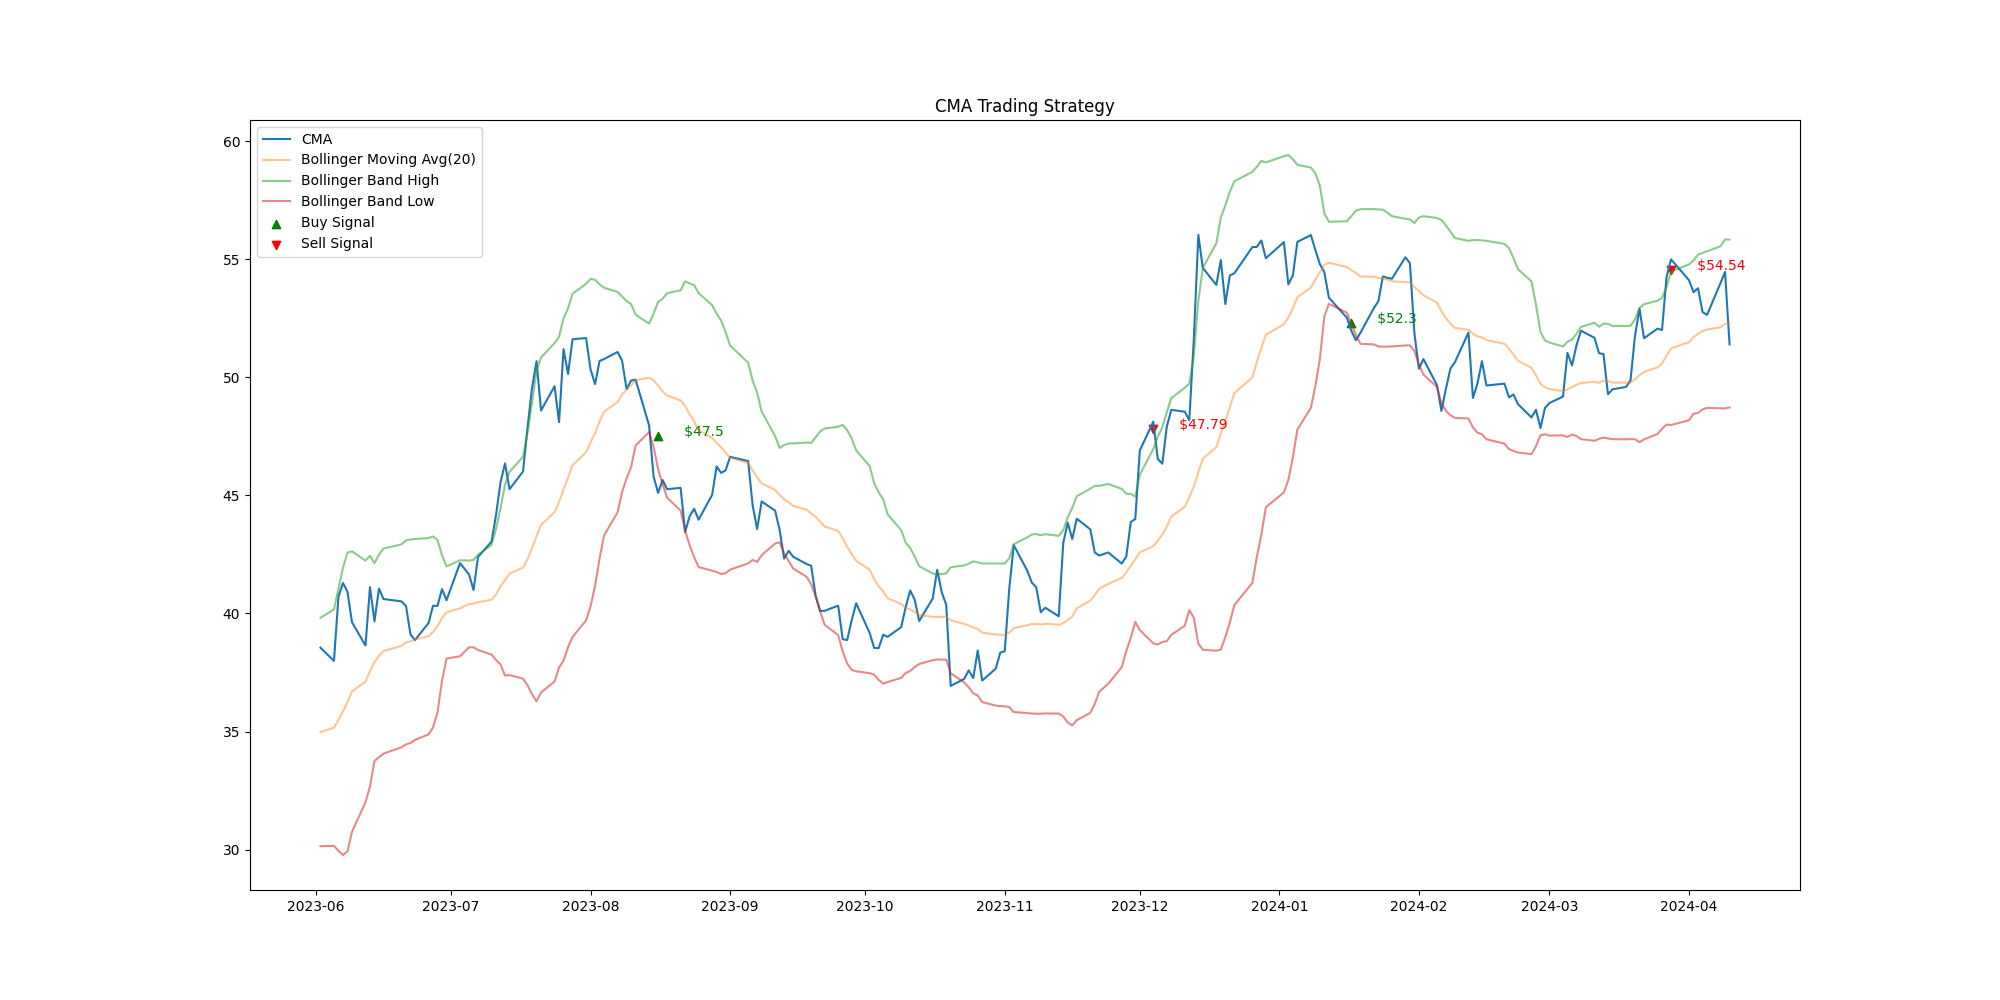 CMA Trading Strategy
CMA
Bollinger Moving Avg(20)
Bollinger Band High
Bollinger Band Low
Buy Signal
Sell Signal
60
55
50
45
40
35
30
$47.5
$47.79
$52.3
$54.54
2023-06 2023-07 2023-08 2023-09 2023-10 2023-11 2023-12 2024-01 2024-02 2024-03 2024-04